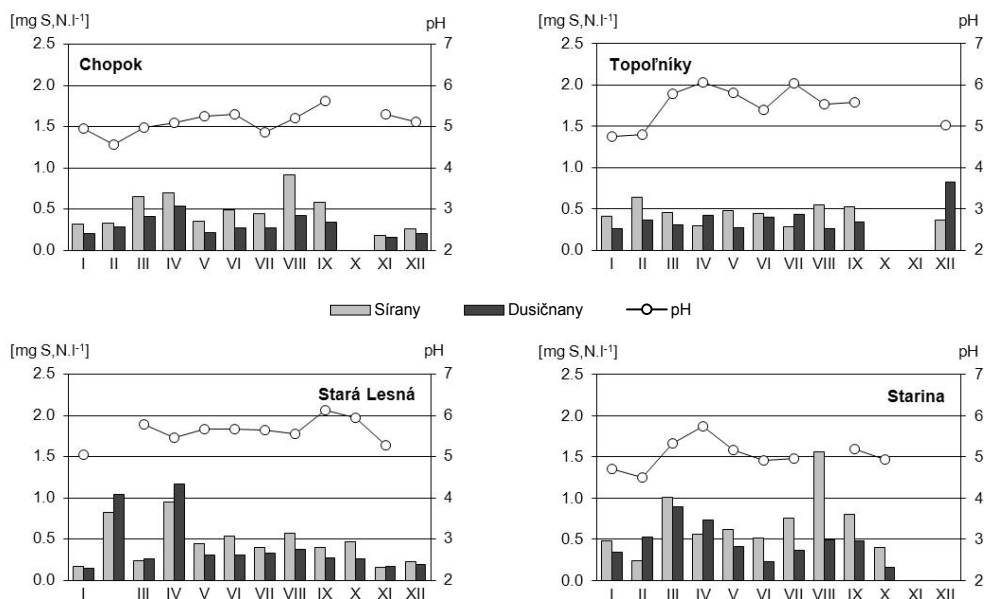 [mg S,N.l-1] pH [mg S,N.l-1] pH
2.5 7 2.5 7
Chopok Topoľníky
2.0 6 2.0 6
1.5 5 1.5 5
1.0 4 1.0 4
0.5 3 0.5 3
0.0 2 0.0 2
I II III IV V VI VII VIII IX X XI XII I II III IV V VI VII VIII IX X XI XII
Sírany Dusičnany pH
[mg S,N.l-1] pH [mg S,N.l-1] pH
2.5 7 2.5 7
Stará Lesná Starina
2.0 6 2.0 6
1.5 5 1.5 5
1.0 4 1.0 4
0.5 3 0.5 3
0.0 2 0.0 2
I III IV V VI VII VIII IX X XI XII I II III IV V VI VII VIII IX X XI XII